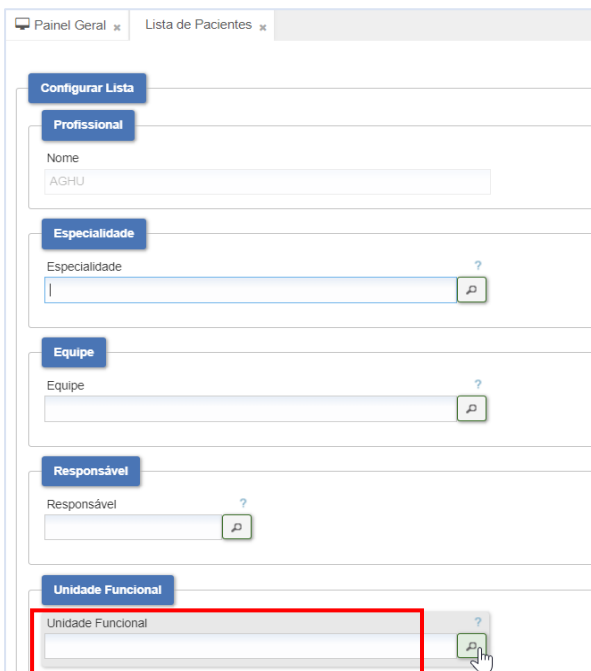 Painel Geral
Lista de Pacientes
Configurar Lista
Profissional
Nome
AGHU
Especialidade
Especialidade ?
Equipe
Equipe ?
Responsável
Responsável ?
Unidade Funcional
Unidade Funcional ?